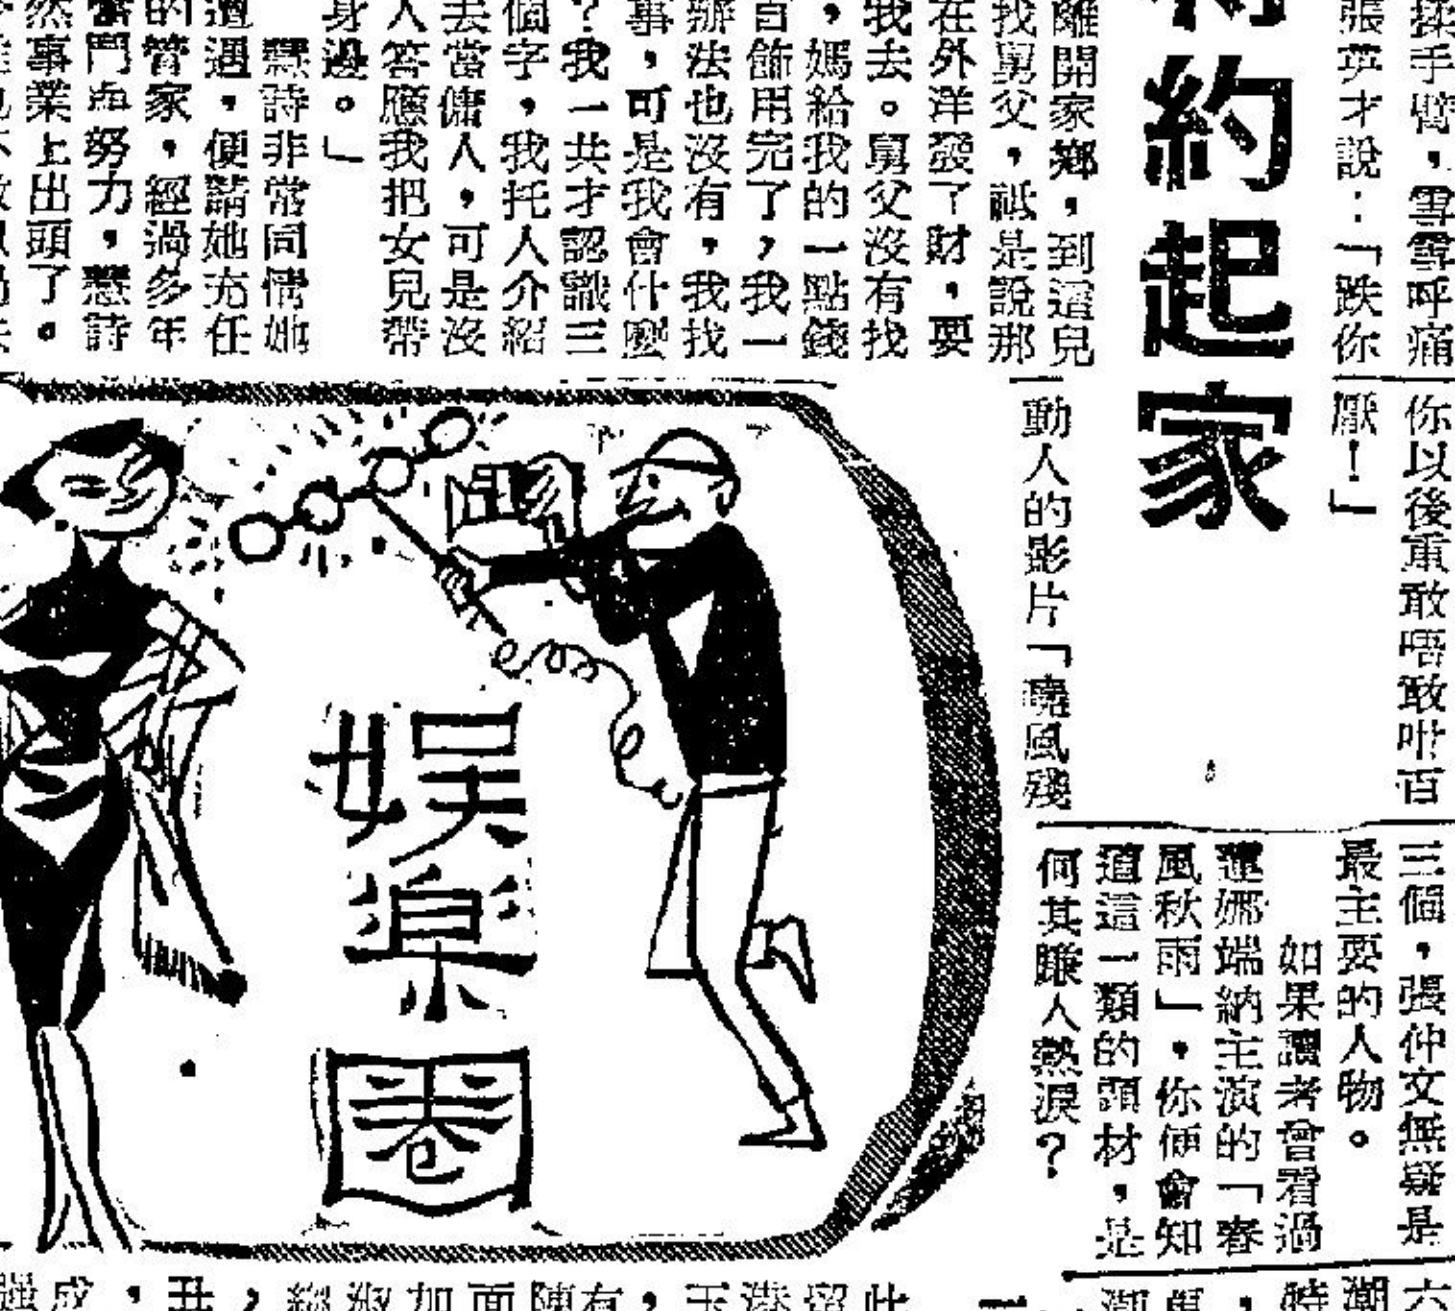 揉手臂，雪雪呼痛
張英才說：「跌你
約起家
你以後重敢唔敢咁百
厭！」
離開家鄉，到這兒
找舅父，祇是說那
在外洋發了財，要
我去。舅父沒有找
，媽給我的一點錢
首飾用完了，我一
辦法也沒有，我找
事，可是我會什麼
？我一共才認識三
個字，我托人介紹
去當傭人，可是沒
人答應我把女兒帶
身邊。」
慧詩非常同情她
遭遇，便請她充任
的管家，經過多年
奮鬥和努力，慧詩
然事業上出頭了。
動人的影片「曉風殘
三個，張仲文無疑是
最主要的人物。
如果讀者曾看過
蓮娜端納主演的「春
風秋雨」，你便會知
道這一類的題材，是
何其賺人熱淚？
娛樂圈